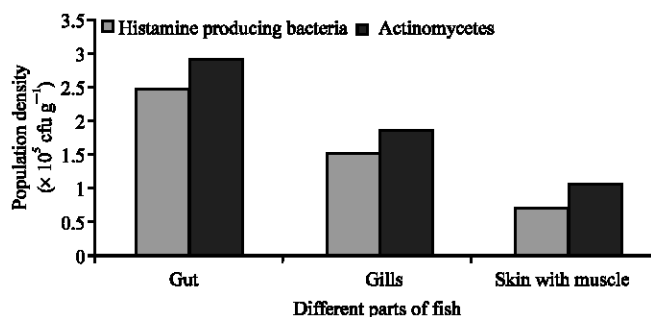 3.5
Histamine producing bacteria
Actinomycetes
3
2.5
2
1.5
1
0.5
0
Population density
(× 10⁵ cfu g⁻¹)
Gut
Gills
Skin with muscle
Different parts of fish